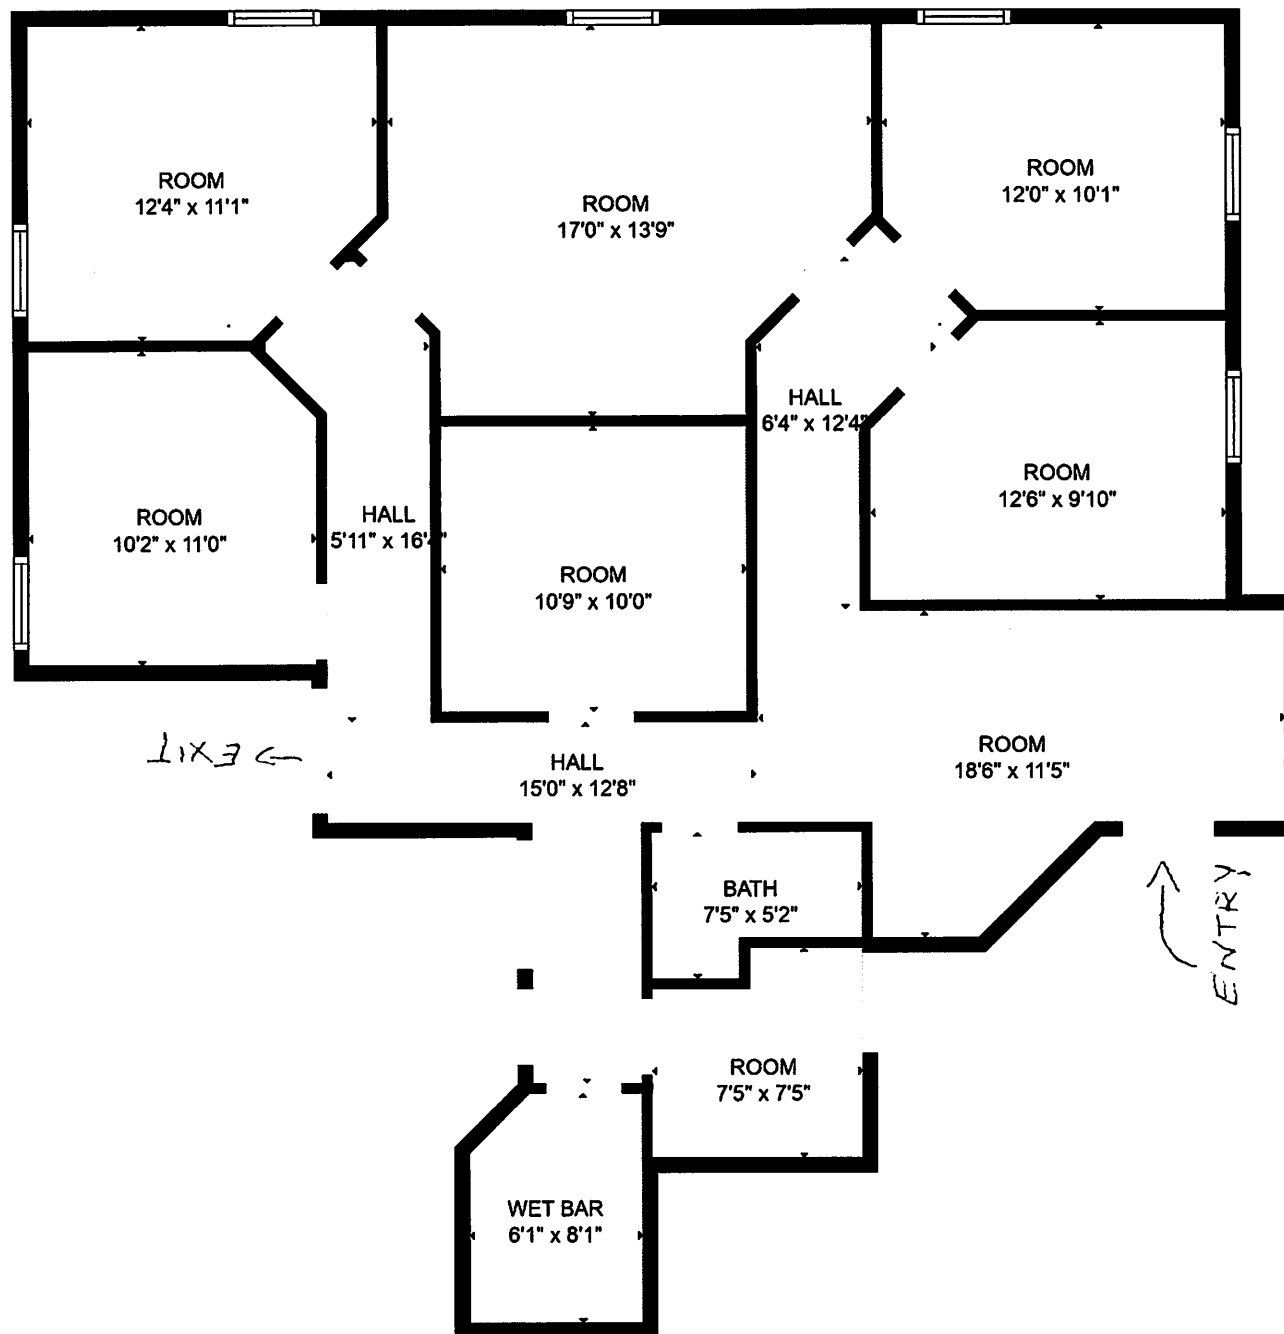 ROOM
12'4" x 11'1"
ROOM
17'0" x 13'9"
ROOM
12'0" x 10'1"
HALL
6'4" x 12'4"
ROOM
12'6" x 9'10"
ROOM
10'2" x 11'0"
HALL
5'11" x 16'4"
ROOM
10'9" x 10'0"
EXIT
HALL
15'0" x 12'8"
ROOM
18'6" x 11'5"
BATH
7'5" x 5'2"
ENTRY
ROOM
7'5" x 7'5"
WET BAR
6'1" x 8'1"